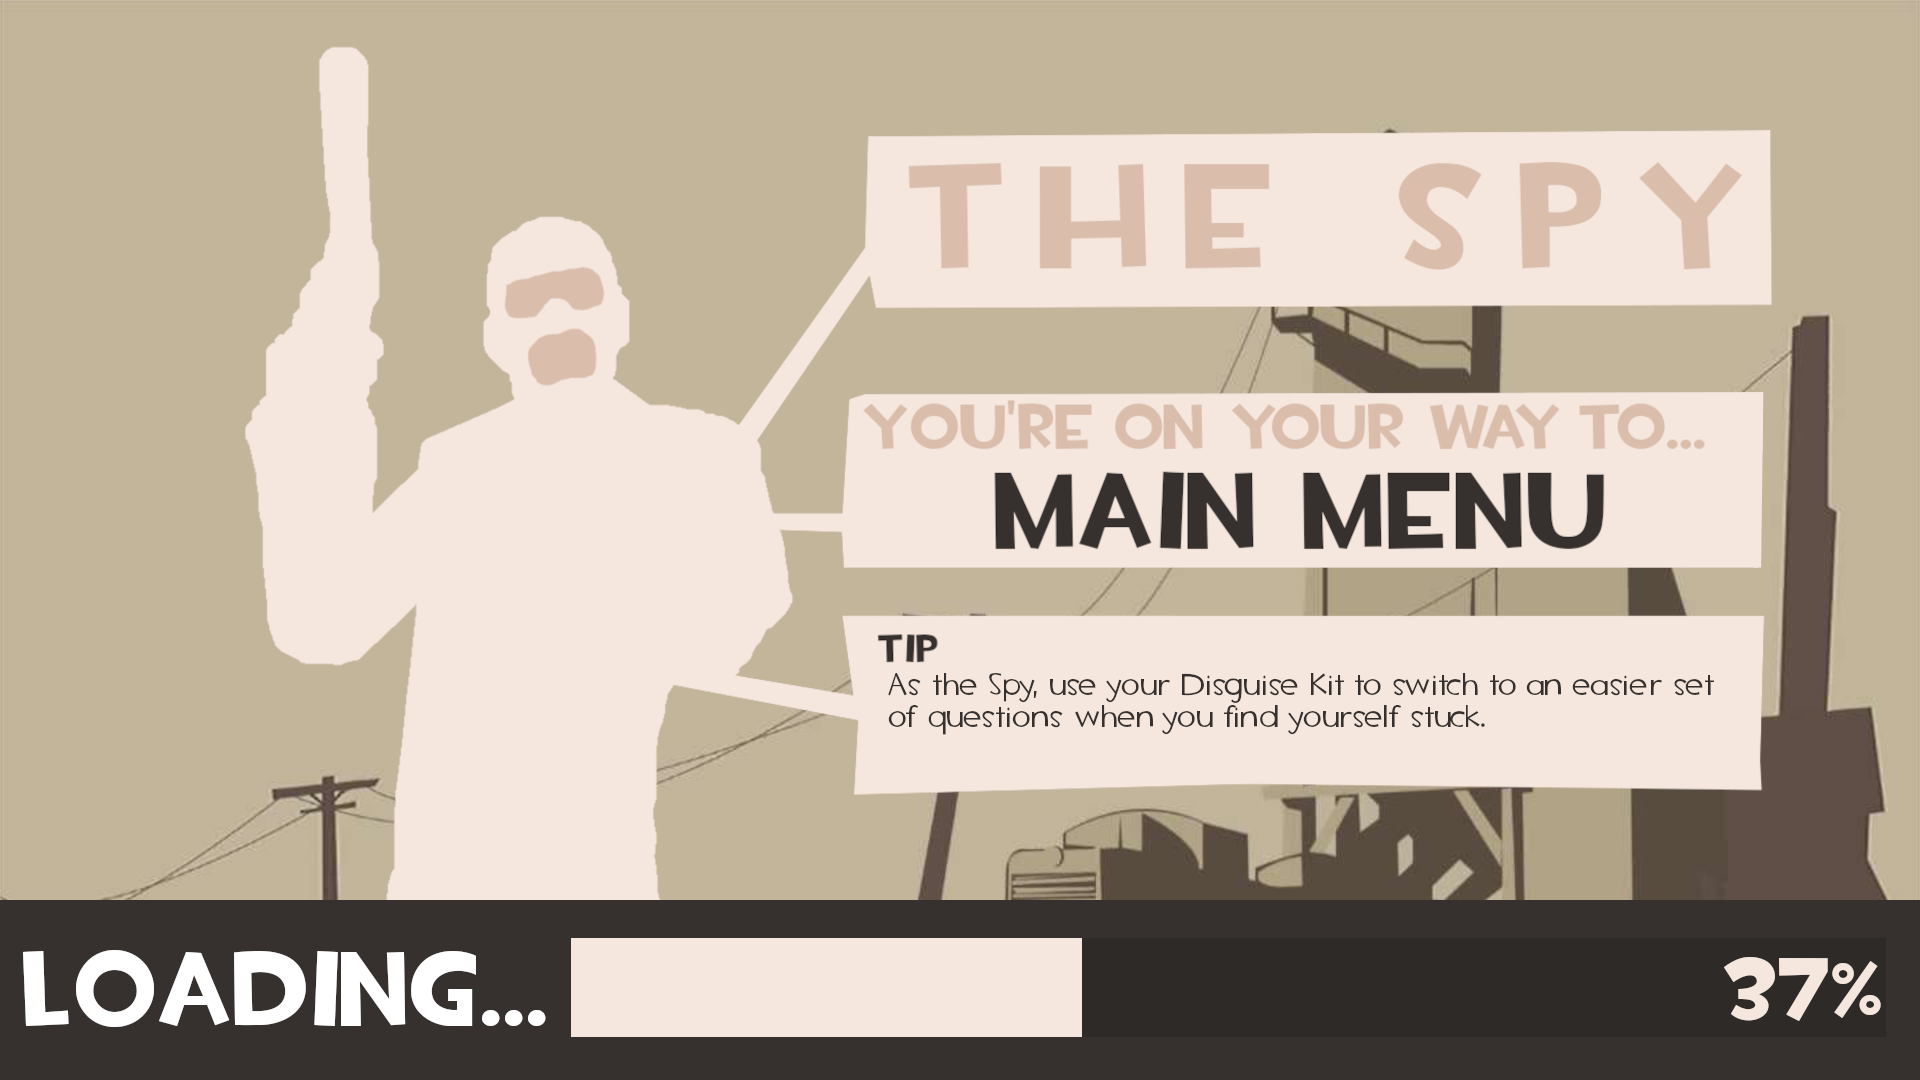 THE SPY
YOU'RE ON YOUR WAY TO...
MAIN MENU
TIP
As the Spy, use your Disguise Kit to switch to an easier set
of questions when you find yourself stuck.
LOADING...
37%